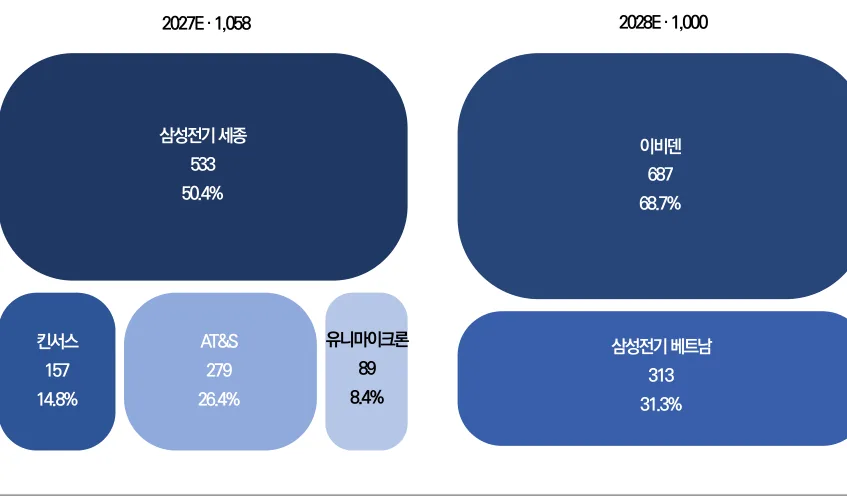 2027E · 1,058
삼성전기 세종
533
50.4%
킨서스
157
14.8%
AT&S
279
26.4%
유니마이크론
89
8.4%
2028E · 1,000
이비덴
687
68.7%
삼성전기 베트남
313
31.3%